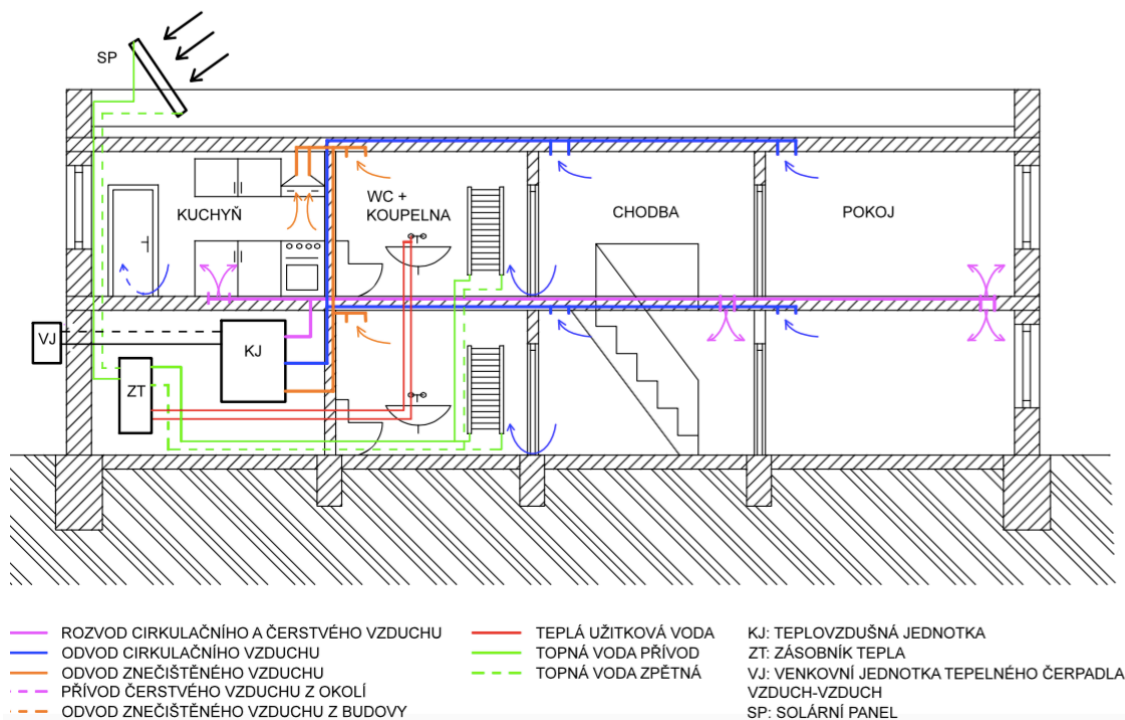 SP
KUCHYŇ
WC +
KOUPELNA
CHODBA
POKOJ
VJ
KJ
ZT
ROZVOD CIRKULAČNÍHO A ČERSTVÉHO VZDUCHU
ODVOD CIRKULAČNÍHO VZDUCHU
ODVOD ZNEČIŠTĚNÉHO VZDUCHU
PŘÍVOD ČERSTVÉHO VZDUCHU Z OKOLÍ
ODVOD ZNEČIŠTĚNÉHO VZDUCHU Z BUDOVY
TEPLÁ UŽITKOVÁ VODA
TOPNÁ VODA PŘÍVOD
TOPNÁ VODA ZPĚTNÁ
KJ: TEPLOVZDUŠNÁ JEDNOTKA
ZT: ZÁSOBNÍK TEPLA
VJ: VENKOVNÍ JEDNOTKA TEPELNÉHO ČERPADLA
VZDUCH-VZDUCH
SP: SOLÁRNÍ PANEL